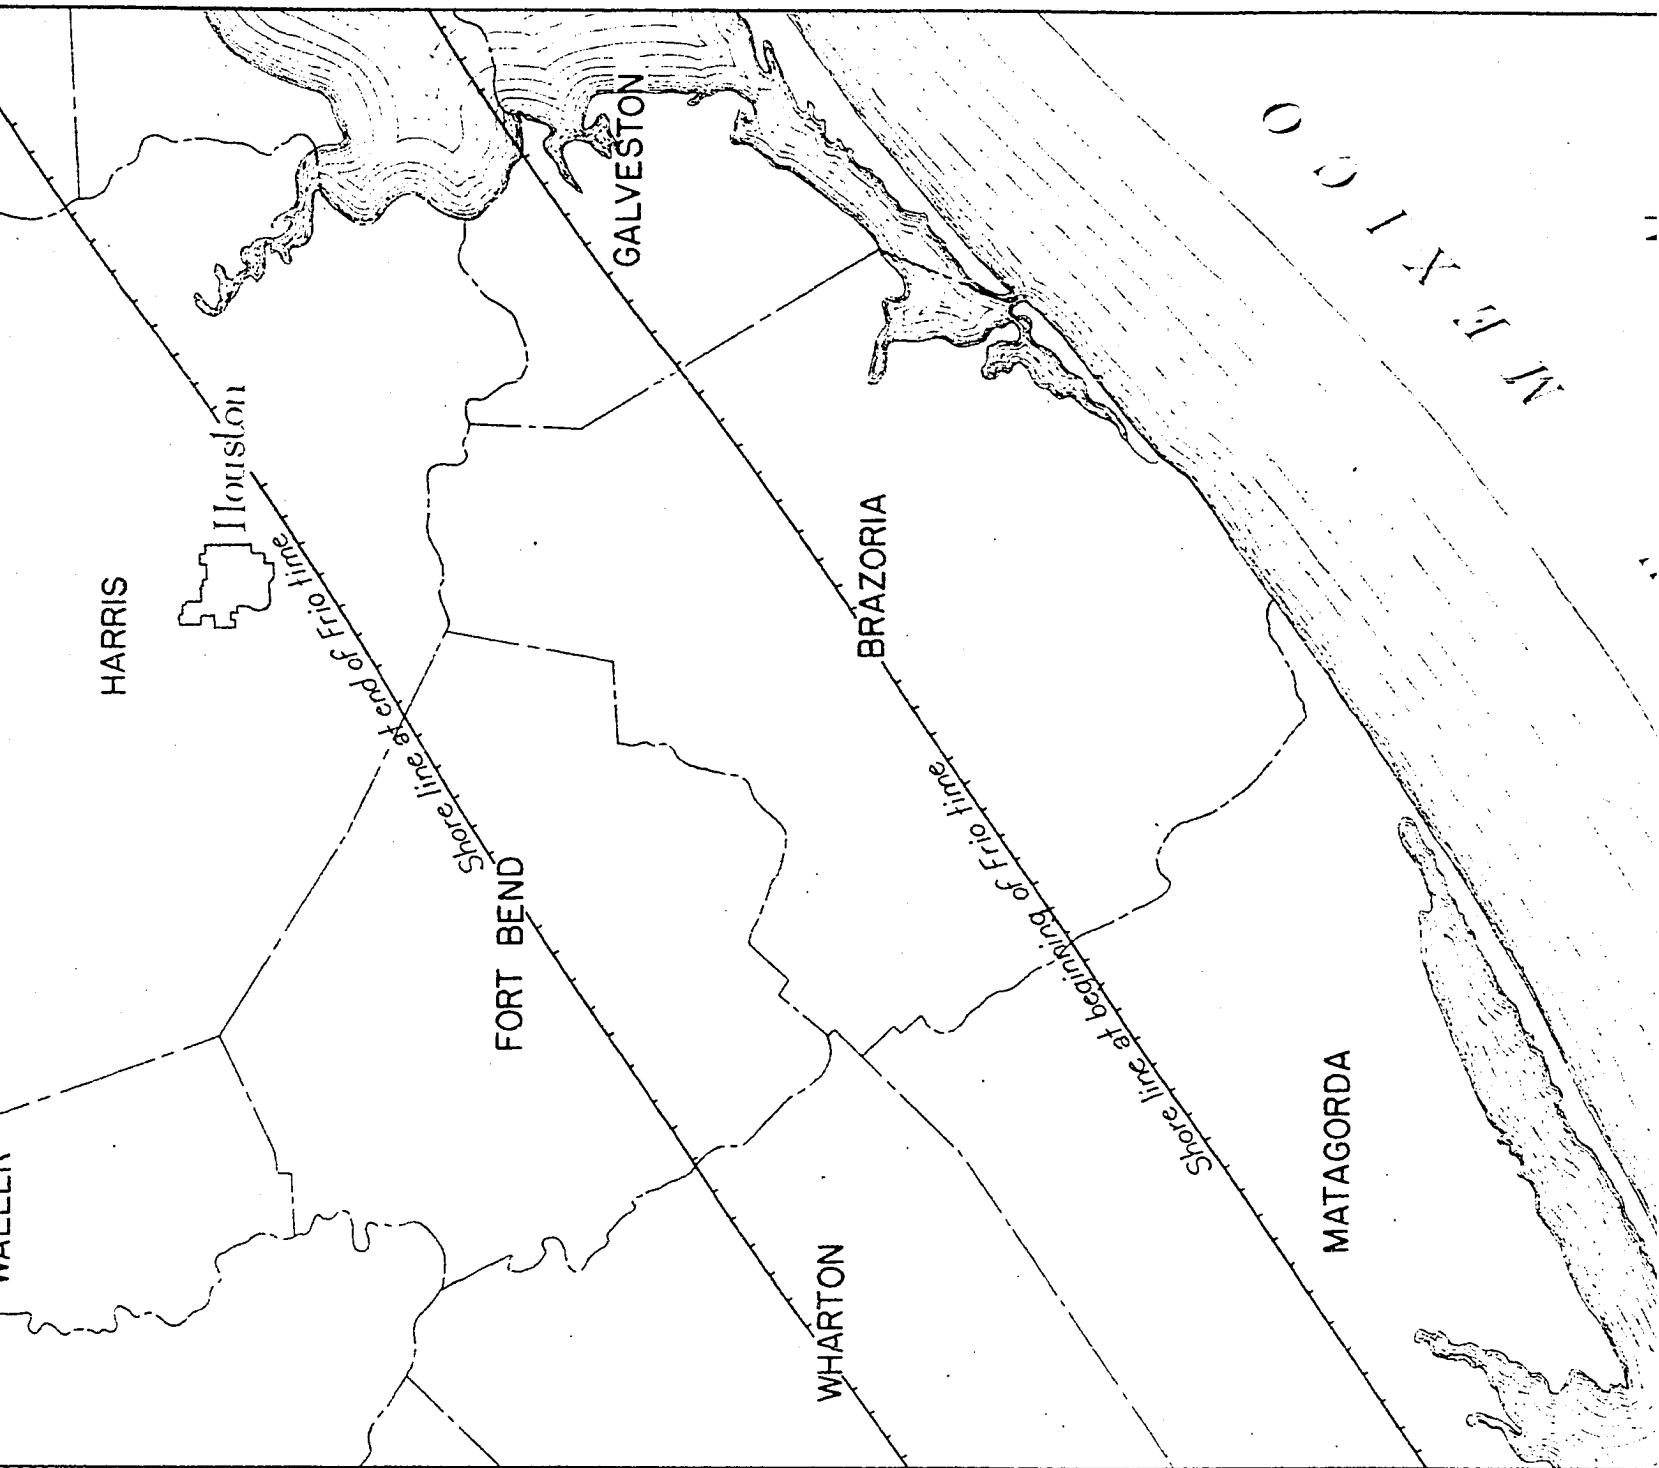 GALVESTON
MEXICO
Houston
HARRIS
Shore line at end of Frio time
BRAZORIA
FORT BEND
Shore line at beginning of Frio time
WALLER
MATAGORDA
WHARTON